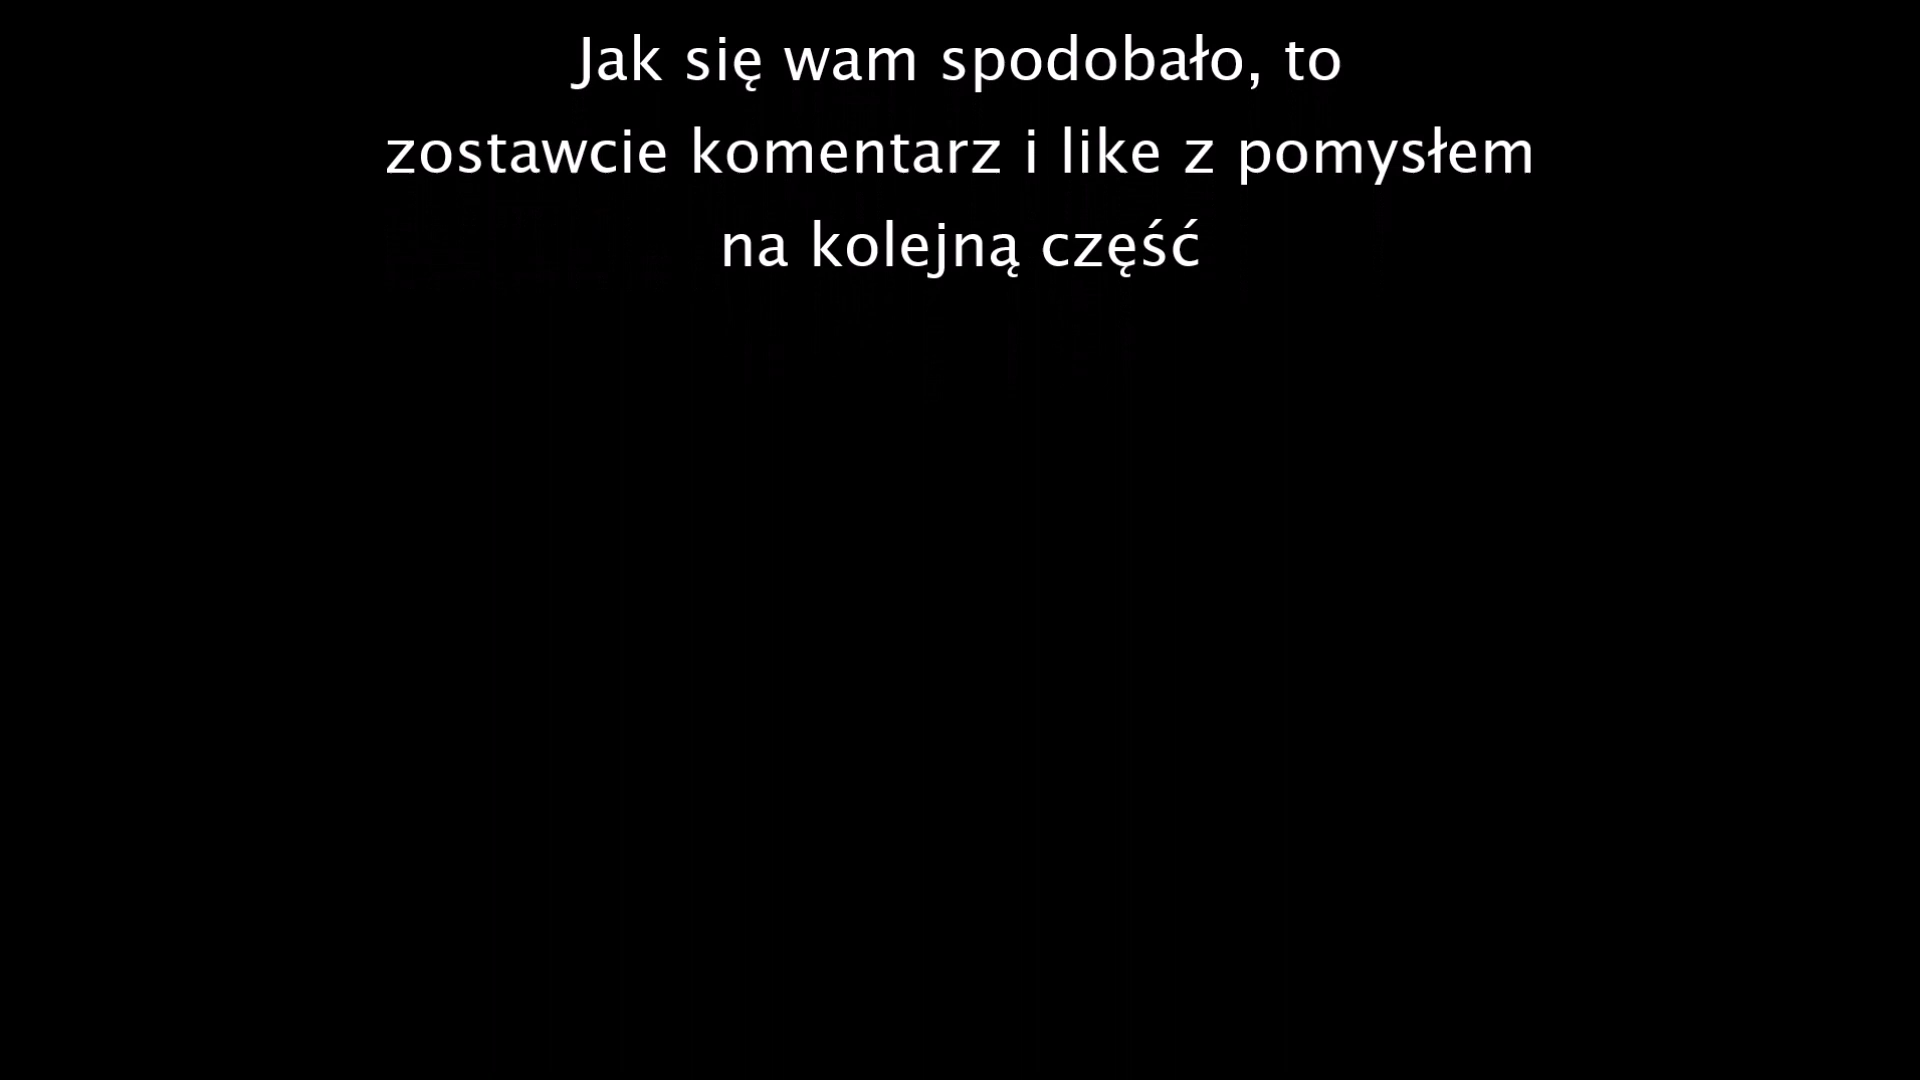 Jak się wam spodobało, to
zostawcie komentarz i like z pomysłem
na kolejną część